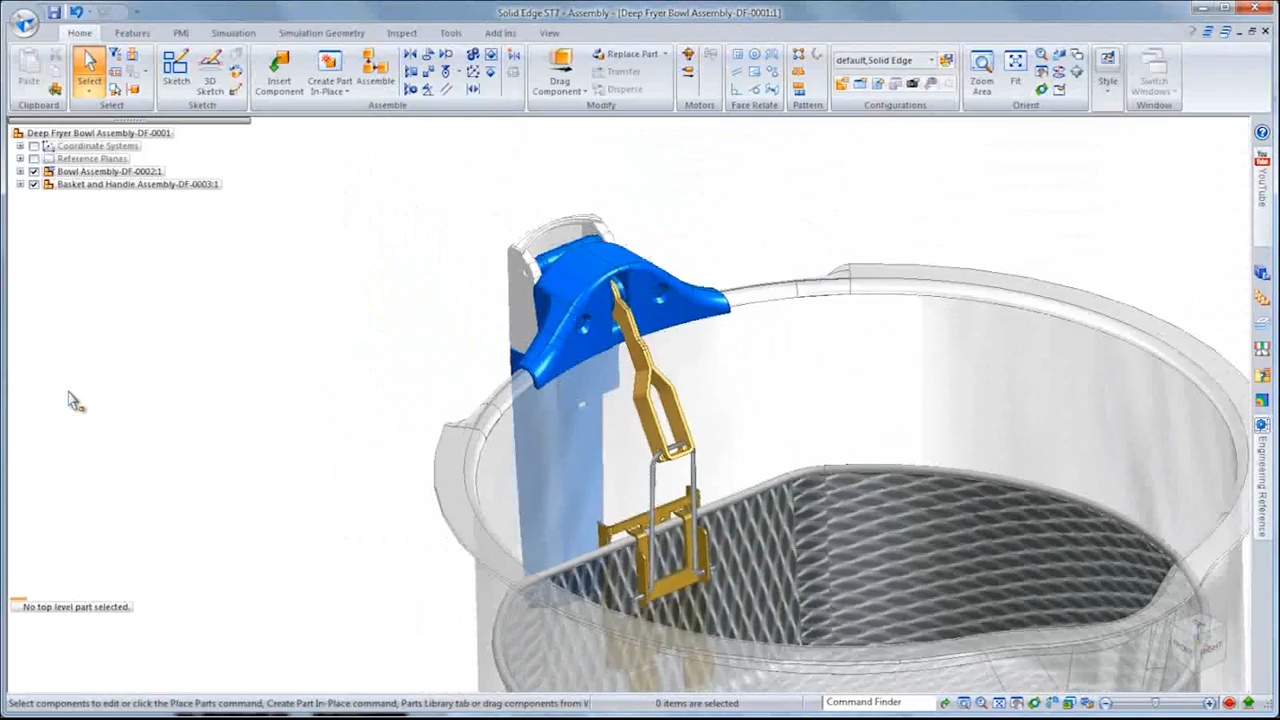 Solid Edge ST7 - Assembly - [Deep Fryer Bowl Assembly-DF-0001:1]
Home Features PMI Simulation Simulation Geometry Inspect Tools Add Ins View
Paste
Select
Sketch
3D Sketch
Insert Component
Create Part In-Place
Assemble
Drag Component
Replace Part
Transfer
Disperse
default,Solid Edge
Zoom Area
Fit
Style
Switch Windows
Clipboard Select Sketch Assemble Modify Motors Face Relate Pattern Configurations Orient Window
Deep Fryer Bowl Assembly-DF-0001
Coordinate Systems
Reference Planes
Bowl Assembly-DF-0002:1
Basket and Handle Assembly-DF-0003:1
YouTube
Engineering Reference
No top level part selected.
Select components to edit or click the Place Parts command, Create Part In-Place command, Parts Library tab or drag components from V
0 items are selected
Command Finder